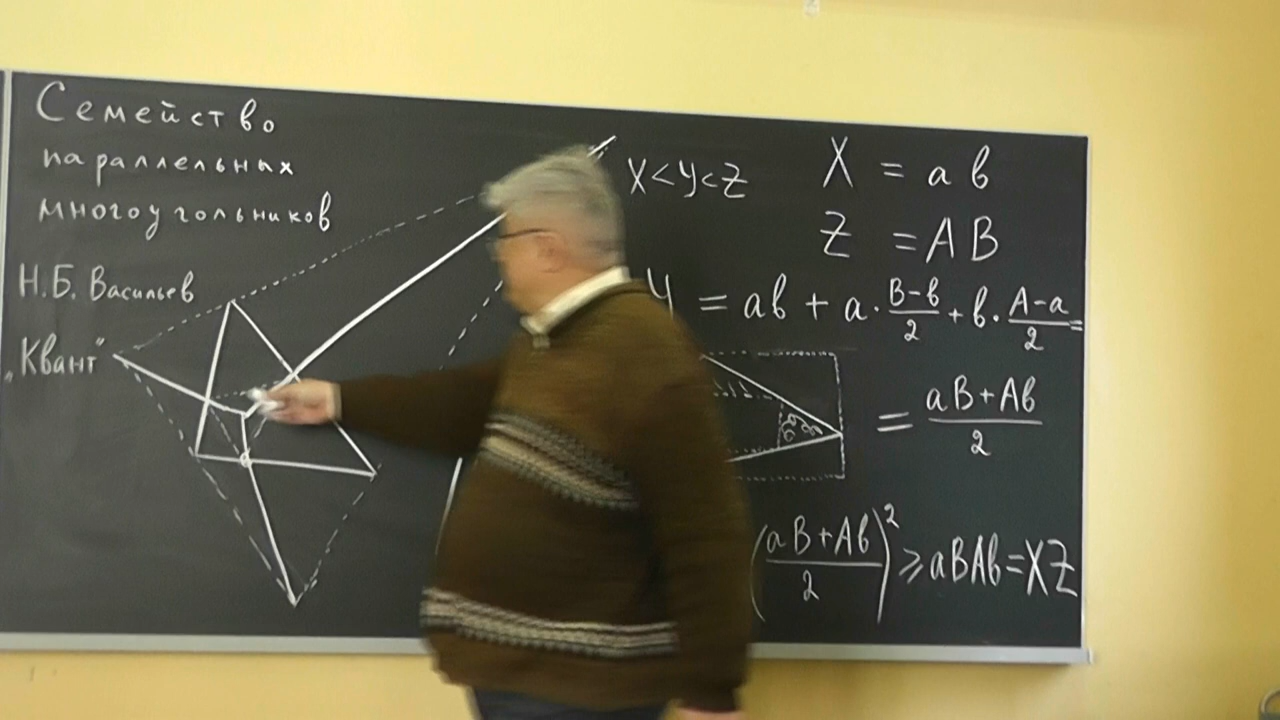 Семейство
параллельных
многоугольников
Н.Б. Васильев
„Квант"
X<Y<Z
X = ab
Z = AB
Y = ab + a·(B-b)/2 + b·(A-a)/2 =
= (aB+Ab)/2
((aB+Ab)/2)² ⩾ aBAb=XZ